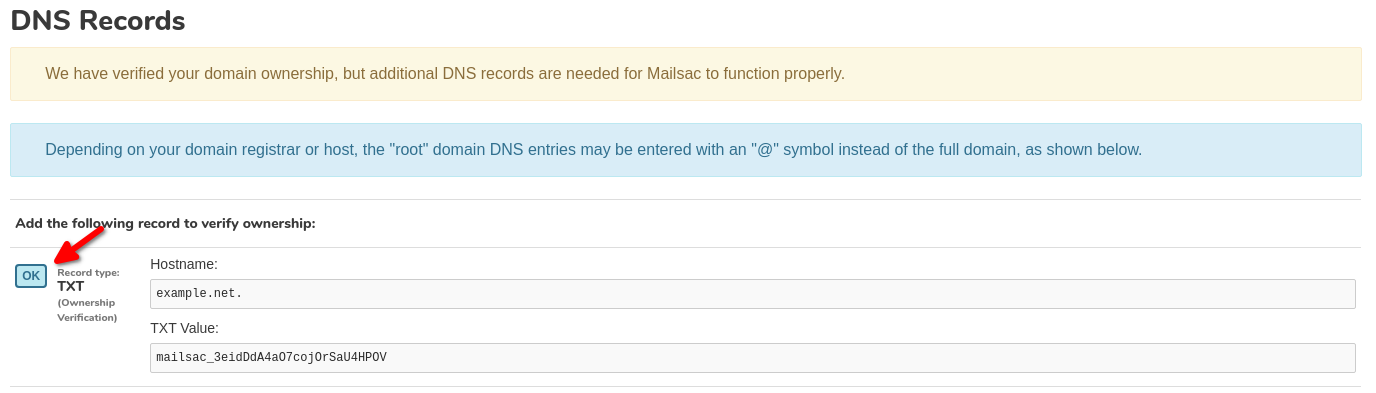 DNS Records
We have verified your domain ownership, but additional DNS records are needed for Mailsac to function properly.
Depending on your domain registrar or host, the "root" domain DNS entries may be entered with an "@" symbol instead of the full domain, as shown below.
Add the following record to verify ownership:
OK
Record type:
TXT
(Ownership
Verification)
Hostname:
example.net.
TXT Value:
mailsac_3eidDdA4aO7cojOrSaU4HPOV